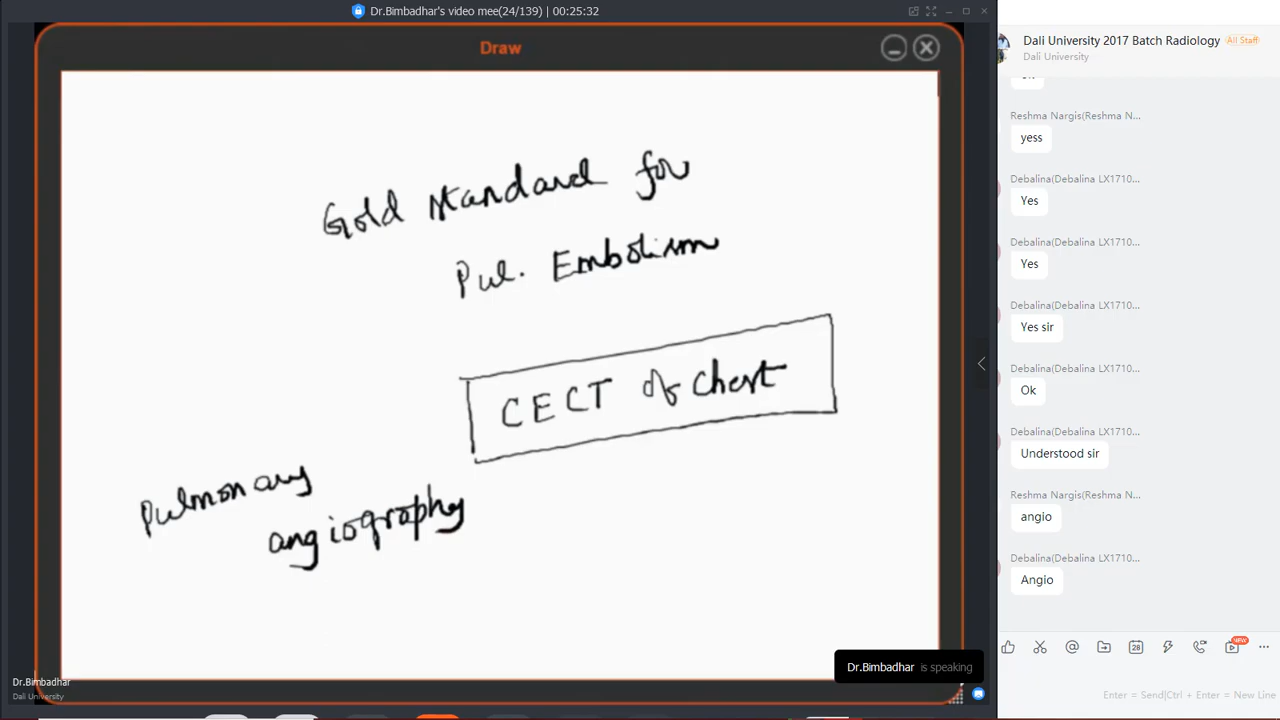 Dr.Bimbadhar's video mee(24/139) | 00:25:32
Draw
Gold Standard for
Pul. Embolism
CECT of Chest
Pulmonary
angiography
Dr.Bimbadhar is speaking
Dr.Bimbadhar
Dali University
Dali University 2017 Batch Radiology All Staff
Dali University
Reshma Nargis(Reshma N...
yess
Debalina(Debalina LX1710...
Yes
Debalina(Debalina LX1710...
Yes
Debalina(Debalina LX1710...
Yes sir
Debalina(Debalina LX1710...
Ok
Debalina(Debalina LX1710...
Understood sir
Reshma Nargis(Reshma N...
angio
Debalina(Debalina LX1710...
Angio
28
NEW
Enter = Send|Ctrl + Enter = New Line